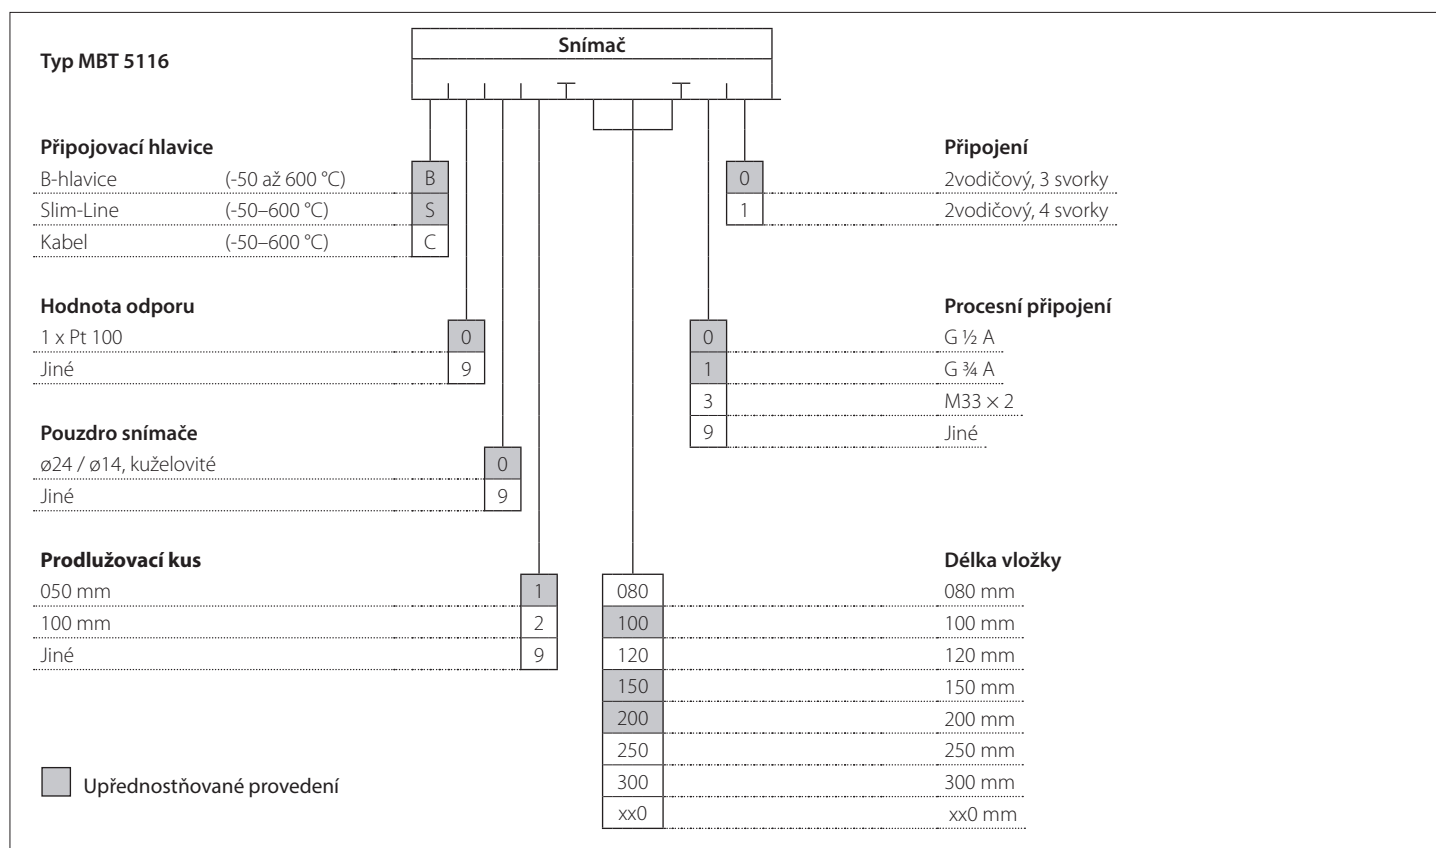 Typ MBT 5116
Snímač
Připojovací hlavice
B-hlavice (-50 až 600 °C) B
Slim-Line (-50–600 °C) S
Kabel (-50–600 °C) C
Připojení
0 2vodičový, 3 svorky
1 2vodičový, 4 svorky
Hodnota odporu
1 x Pt 100 0
Jiné 9
Procesní připojení
0 G ½ A
1 G ¾ A
3 M33 × 2
9 Jiné
Pouzdro snímače
ø24 / ø14, kuželovité 0
Jiné 9
Prodlužovací kus
050 mm 1
100 mm 2
Jiné 9
Délka vložky
080 080 mm
100 100 mm
120 120 mm
150 150 mm
200 200 mm
250 250 mm
300 300 mm
xx0 xx0 mm
Upřednostňované provedení